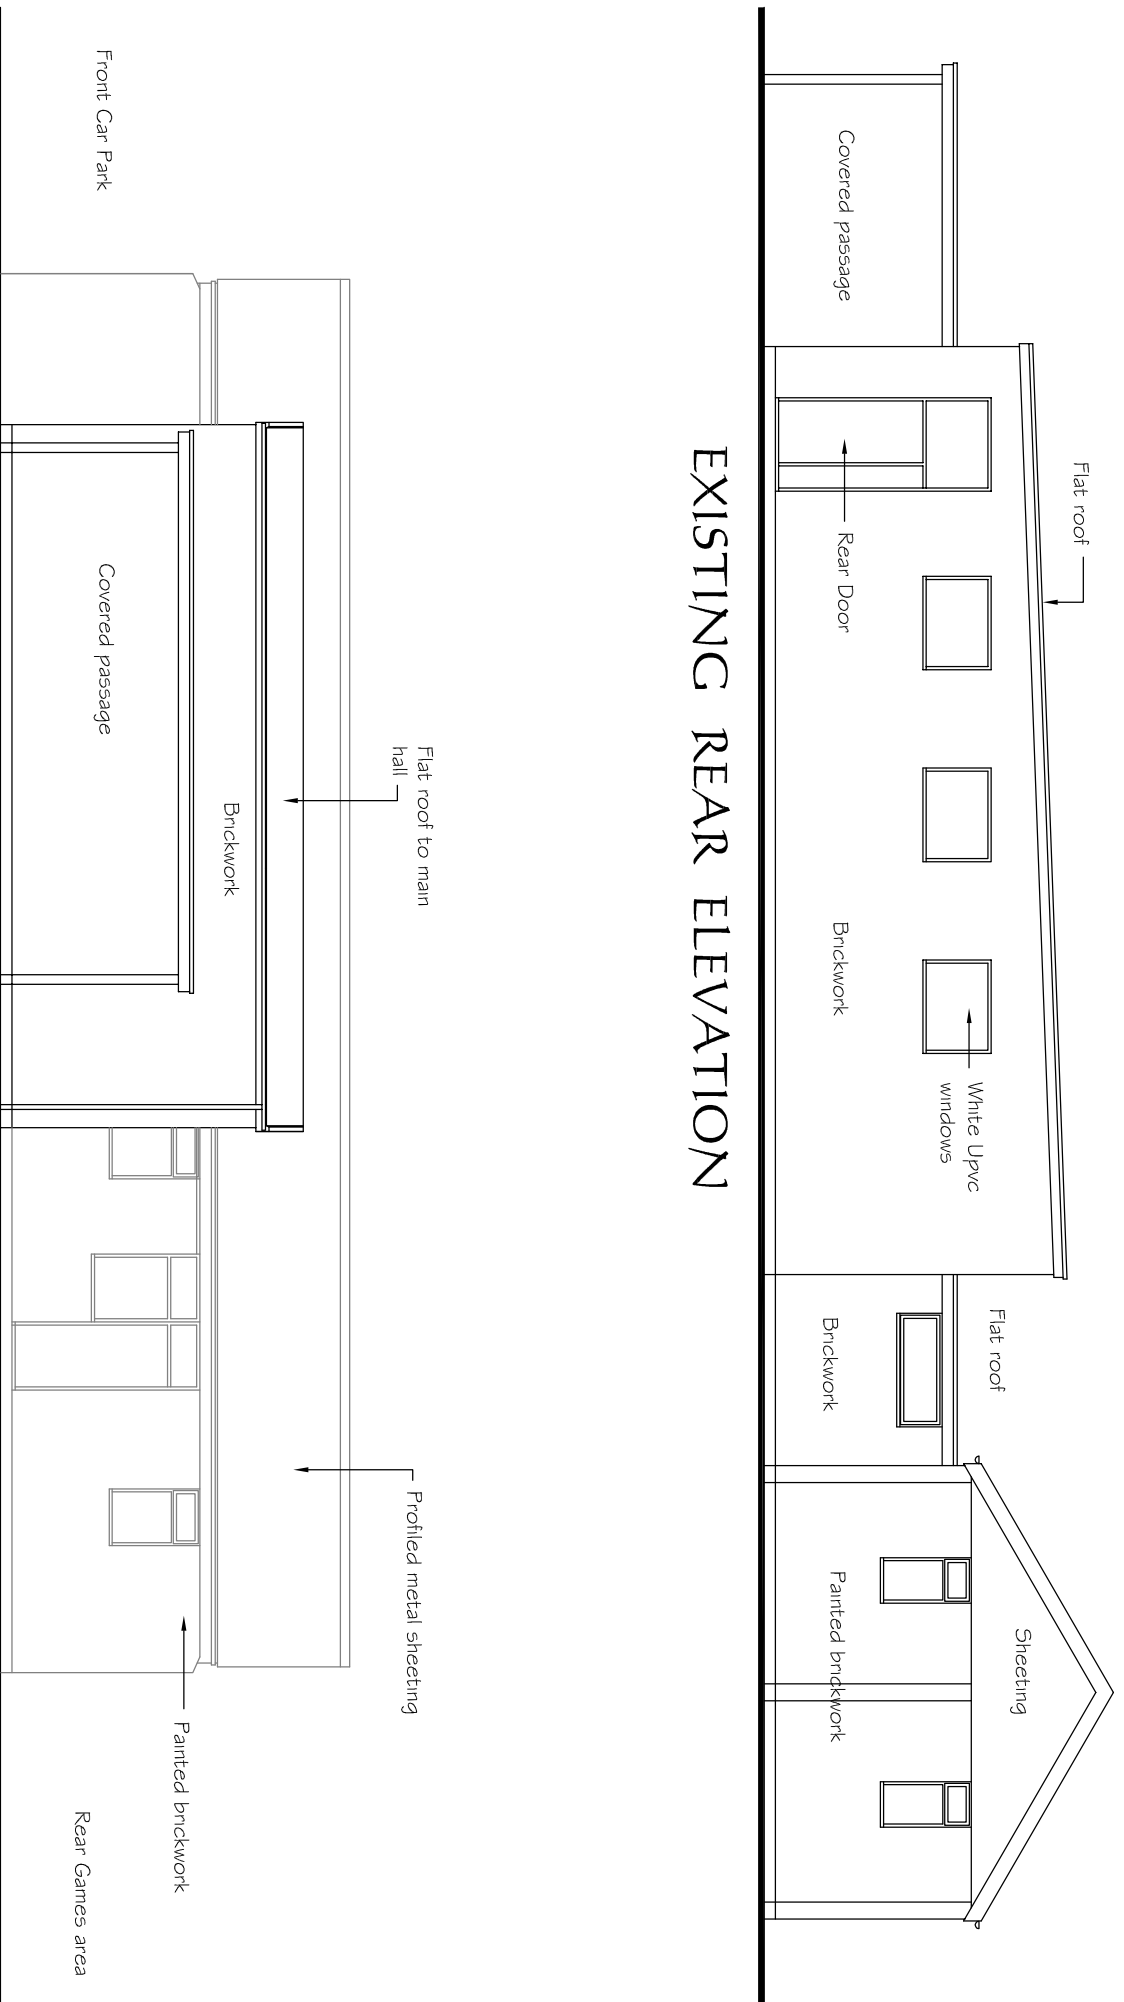 Flat roof
Covered passage
Rear Door
Brickwork
White Upvc
windows
Flat roof
Brickwork
Sheeting
Painted brickwork
EXISTING REAR ELEVATION
Flat roof to main
hall
Profiled metal sheeting
Front Car Park
Covered passage
Brickwork
Painted brickwork
Rear Games area